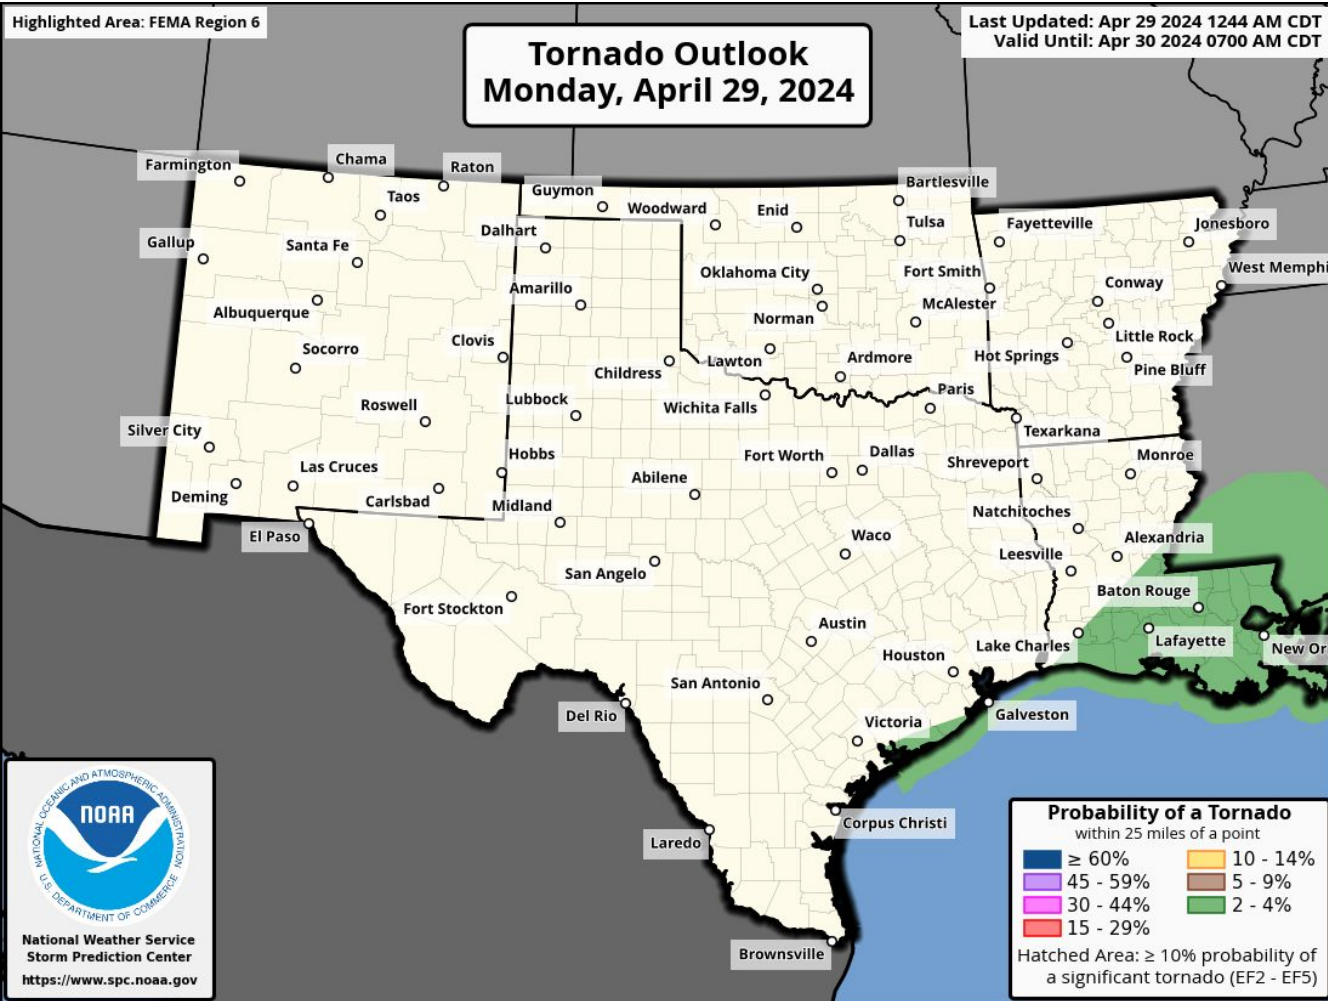 Highlighted Area: FEMA Region 6
Last Updated: Apr 29 2024 1244 AM CDT
Valid Until: Apr 30 2024 0700 AM CDT
Tornado Outlook
Monday, April 29, 2024
Farmington
Chama
Raton
Taos
Guymon
Woodward
Enid
Bartlesville
Gallup
Santa Fe
Dalhart
Tulsa
Fayetteville
Jonesboro
Albuquerque
Amarillo
Oklahoma City
Fort Smith
Conway
West Memphi
Norman
McAlester
Socorro
Clovis
Childress
Lawton
Ardmore
Hot Springs
Little Rock
Pine Bluff
Roswell
Lubbock
Wichita Falls
Paris
Texarkana
Silver City
Las Cruces
Hobbs
Abilene
Fort Worth
Dallas
Shreveport
Monroe
Deming
Carlsbad
Midland
Natchitoches
El Paso
San Angelo
Waco
Leesville
Alexandria
Fort Stockton
Austin
Baton Rouge
Houston
Lake Charles
Lafayette
New Or
Del Rio
San Antonio
Victoria
Galveston
Laredo
Corpus Christi
Brownsville
NATIONAL OCEANIC AND ATMOSPHERIC ADMINISTRATION
NOAA
U.S. DEPARTMENT OF COMMERCE
National Weather Service
Storm Prediction Center
https://www.spc.noaa.gov
Probability of a Tornado
within 25 miles of a point
≥ 60%
45 - 59%
30 - 44%
15 - 29%
10 - 14%
5 - 9%
2 - 4%
Hatched Area: ≥ 10% probability of
a significant tornado (EF2 - EF5)